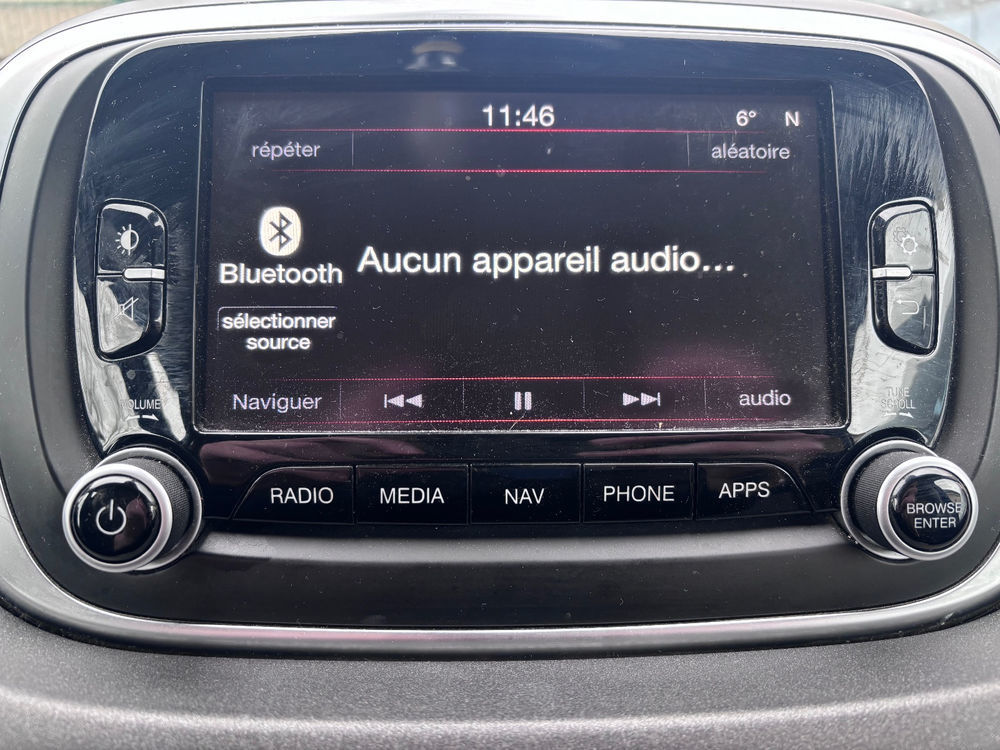 11:46
6° N
répéter
aléatoire
Bluetooth
Aucun appareil audio...
sélectionner
source
Naviguer
audio
VOLUME
TUNE
SCROLL
RADIO
MEDIA
NAV
PHONE
APPS
BROWSE
ENTER